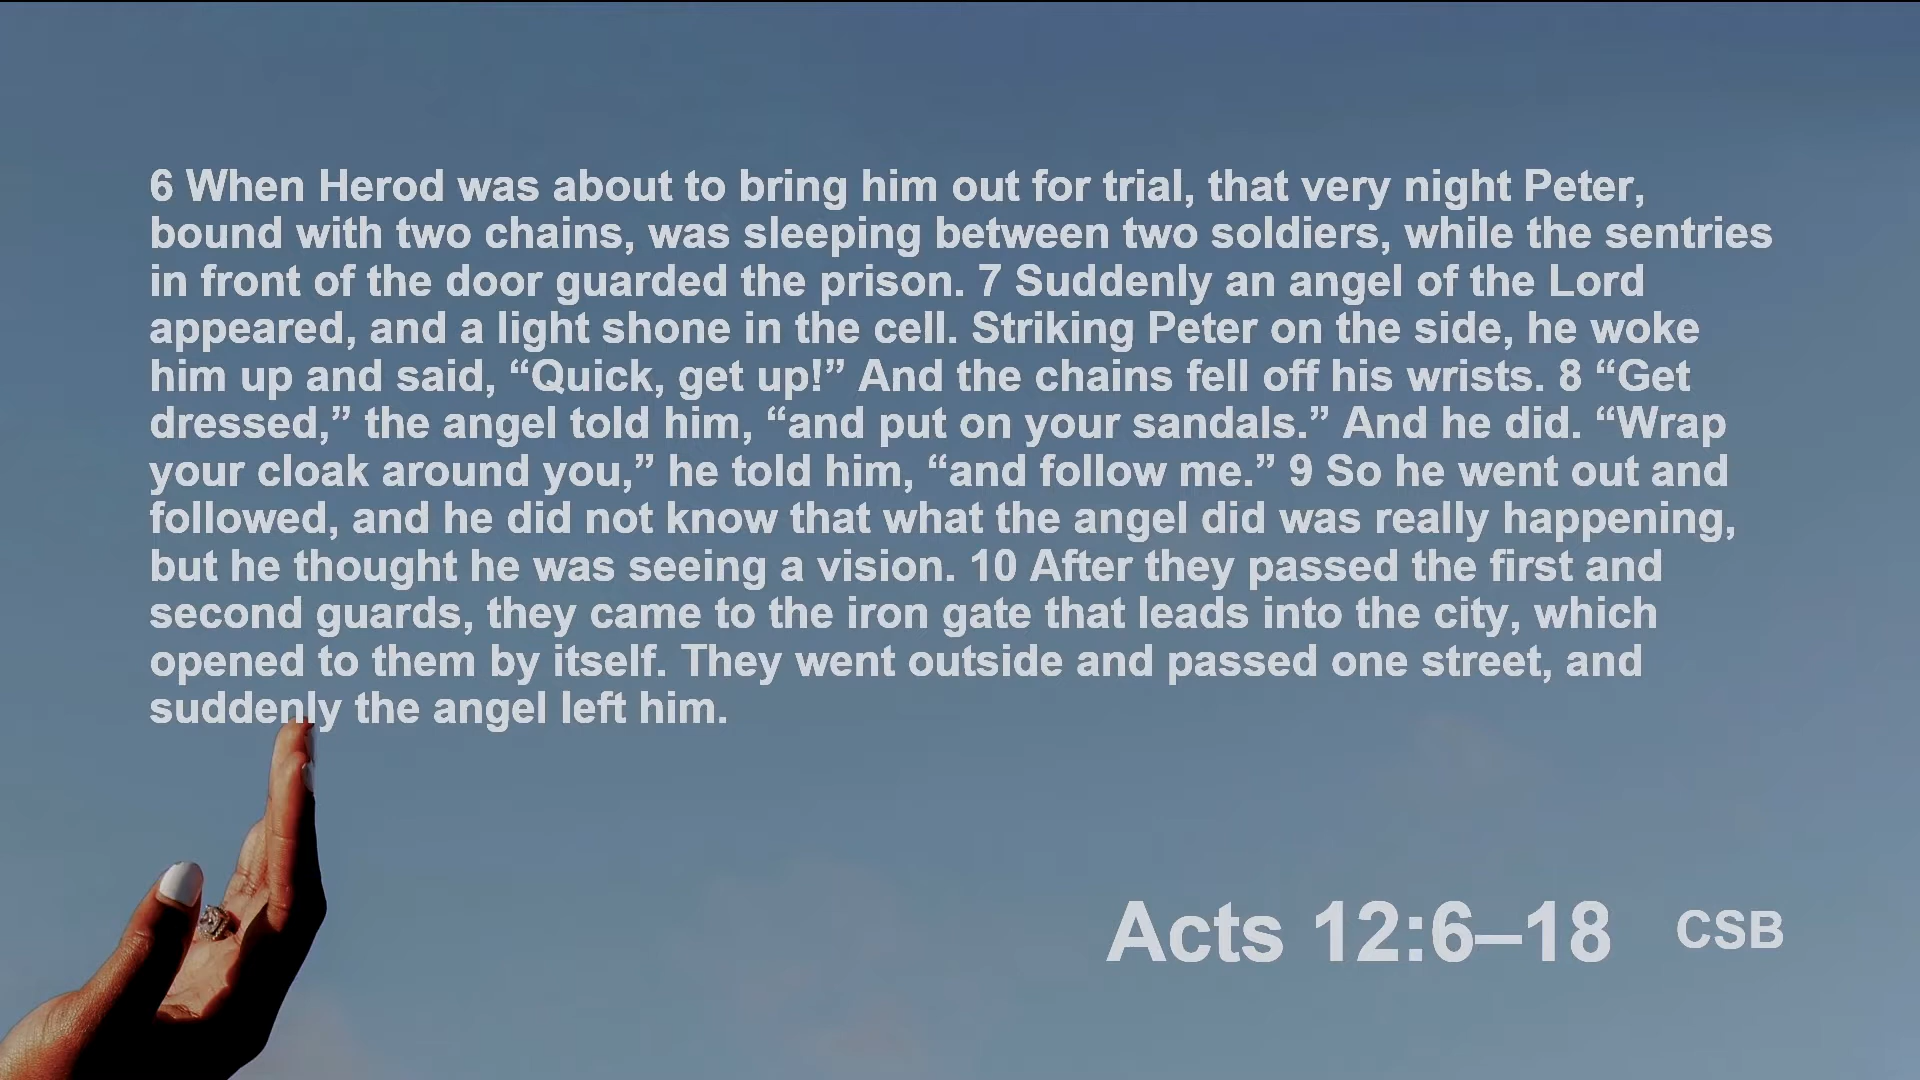 6 When Herod was about to bring him out for trial, that very night Peter,
bound with two chains, was sleeping between two soldiers, while the sentries
in front of the door guarded the prison. 7 Suddenly an angel of the Lord
appeared, and a light shone in the cell. Striking Peter on the side, he woke
him up and said, “Quick, get up!” And the chains fell off his wrists. 8 “Get
dressed,” the angel told him, “and put on your sandals.” And he did. “Wrap
your cloak around you,” he told him, “and follow me.” 9 So he went out and
followed, and he did not know that what the angel did was really happening,
but he thought he was seeing a vision. 10 After they passed the first and
second guards, they came to the iron gate that leads into the city, which
opened to them by itself. They went outside and passed one street, and
suddenly the angel left him.
Acts 12:6–18 CSB